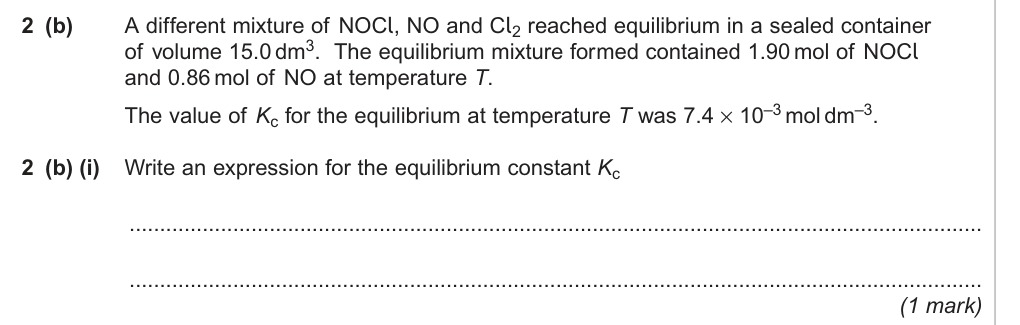 2 (b) A different mixture of NOCl, NO and Cl₂ reached equilibrium in a sealed container
of volume 15.0 dm³. The equilibrium mixture formed contained 1.90 mol of NOCl
and 0.86 mol of NO at temperature T.
The value of Kc for the equilibrium at temperature T was 7.4 × 10⁻³ mol dm⁻³.
2 (b) (i) Write an expression for the equilibrium constant Kc
(1 mark)